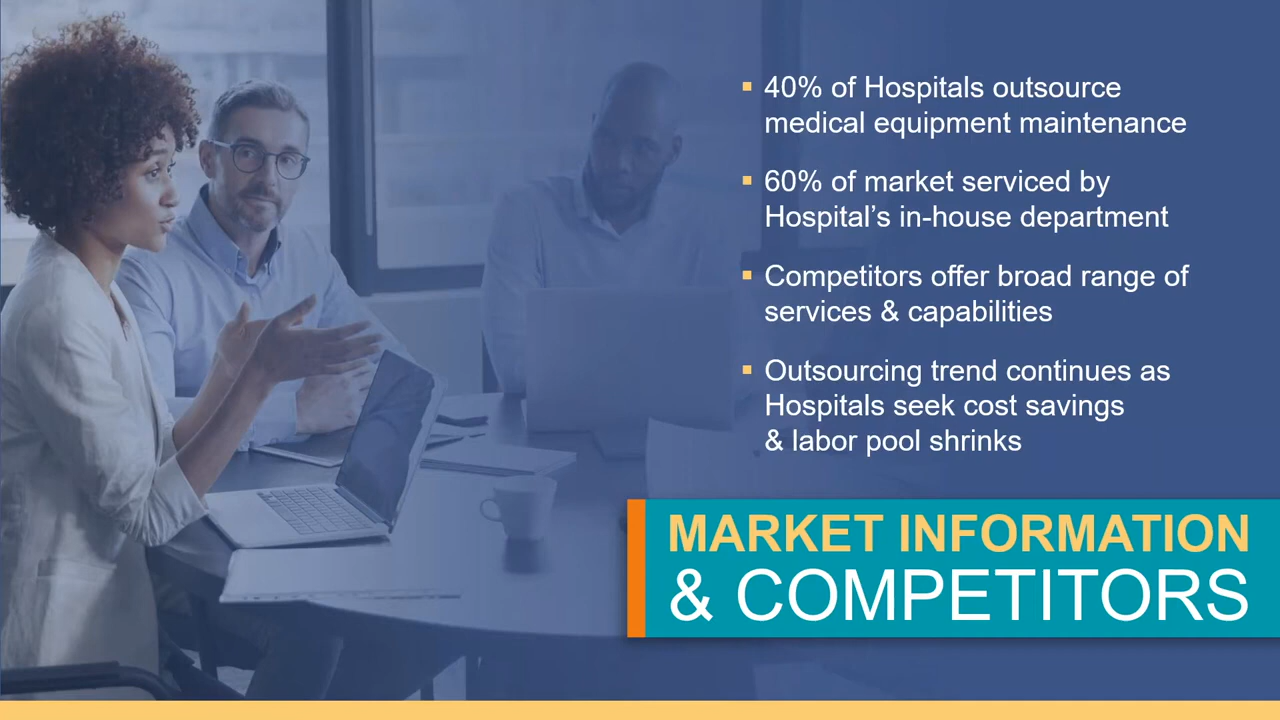 ▪ 40% of Hospitals outsource
medical equipment maintenance
▪ 60% of market serviced by
Hospital’s in-house department
▪ Competitors offer broad range of
services & capabilities
▪ Outsourcing trend continues as
Hospitals seek cost savings
& labor pool shrinks
MARKET INFORMATION
& COMPETITORS